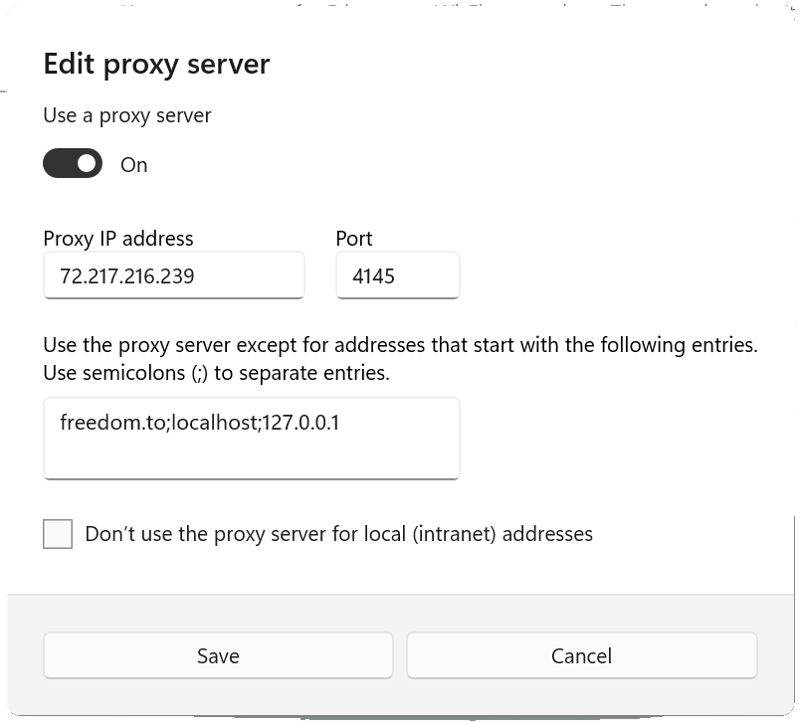 Edit proxy server
Use a proxy server
On
Proxy IP address Port
72.217.216.239 4145
Use the proxy server except for addresses that start with the following entries.
Use semicolons (;) to separate entries.
freedom.to;localhost;127.0.0.1
Don't use the proxy server for local (intranet) addresses
Save Cancel